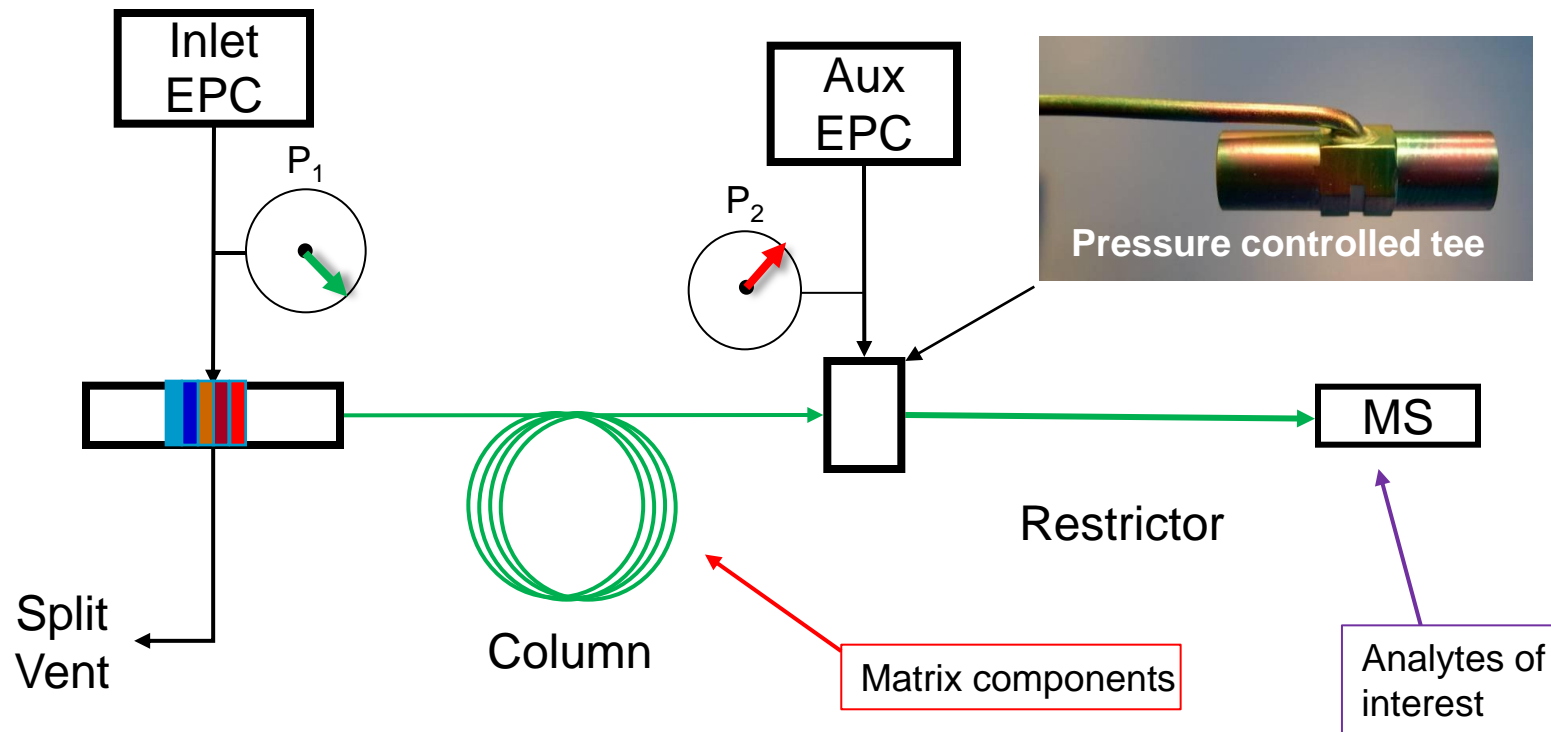 Inlet
EPC
P₁
Aux
EPC
P₂
Pressure controlled tee
MS
Restrictor
Split
Vent
Column
Matrix components
Analytes of
interest